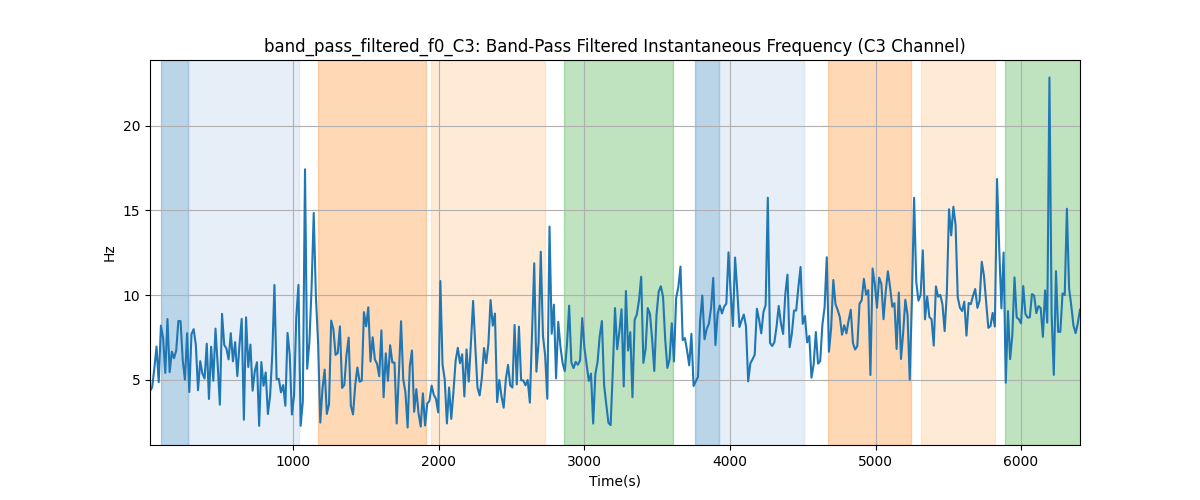 band_pass_filtered_f0_C3: Band-Pass Filtered Instantaneous Frequency (C3 Channel)
20
15
10
5
Hz
1000 2000 3000 4000 5000 6000
Time(s)